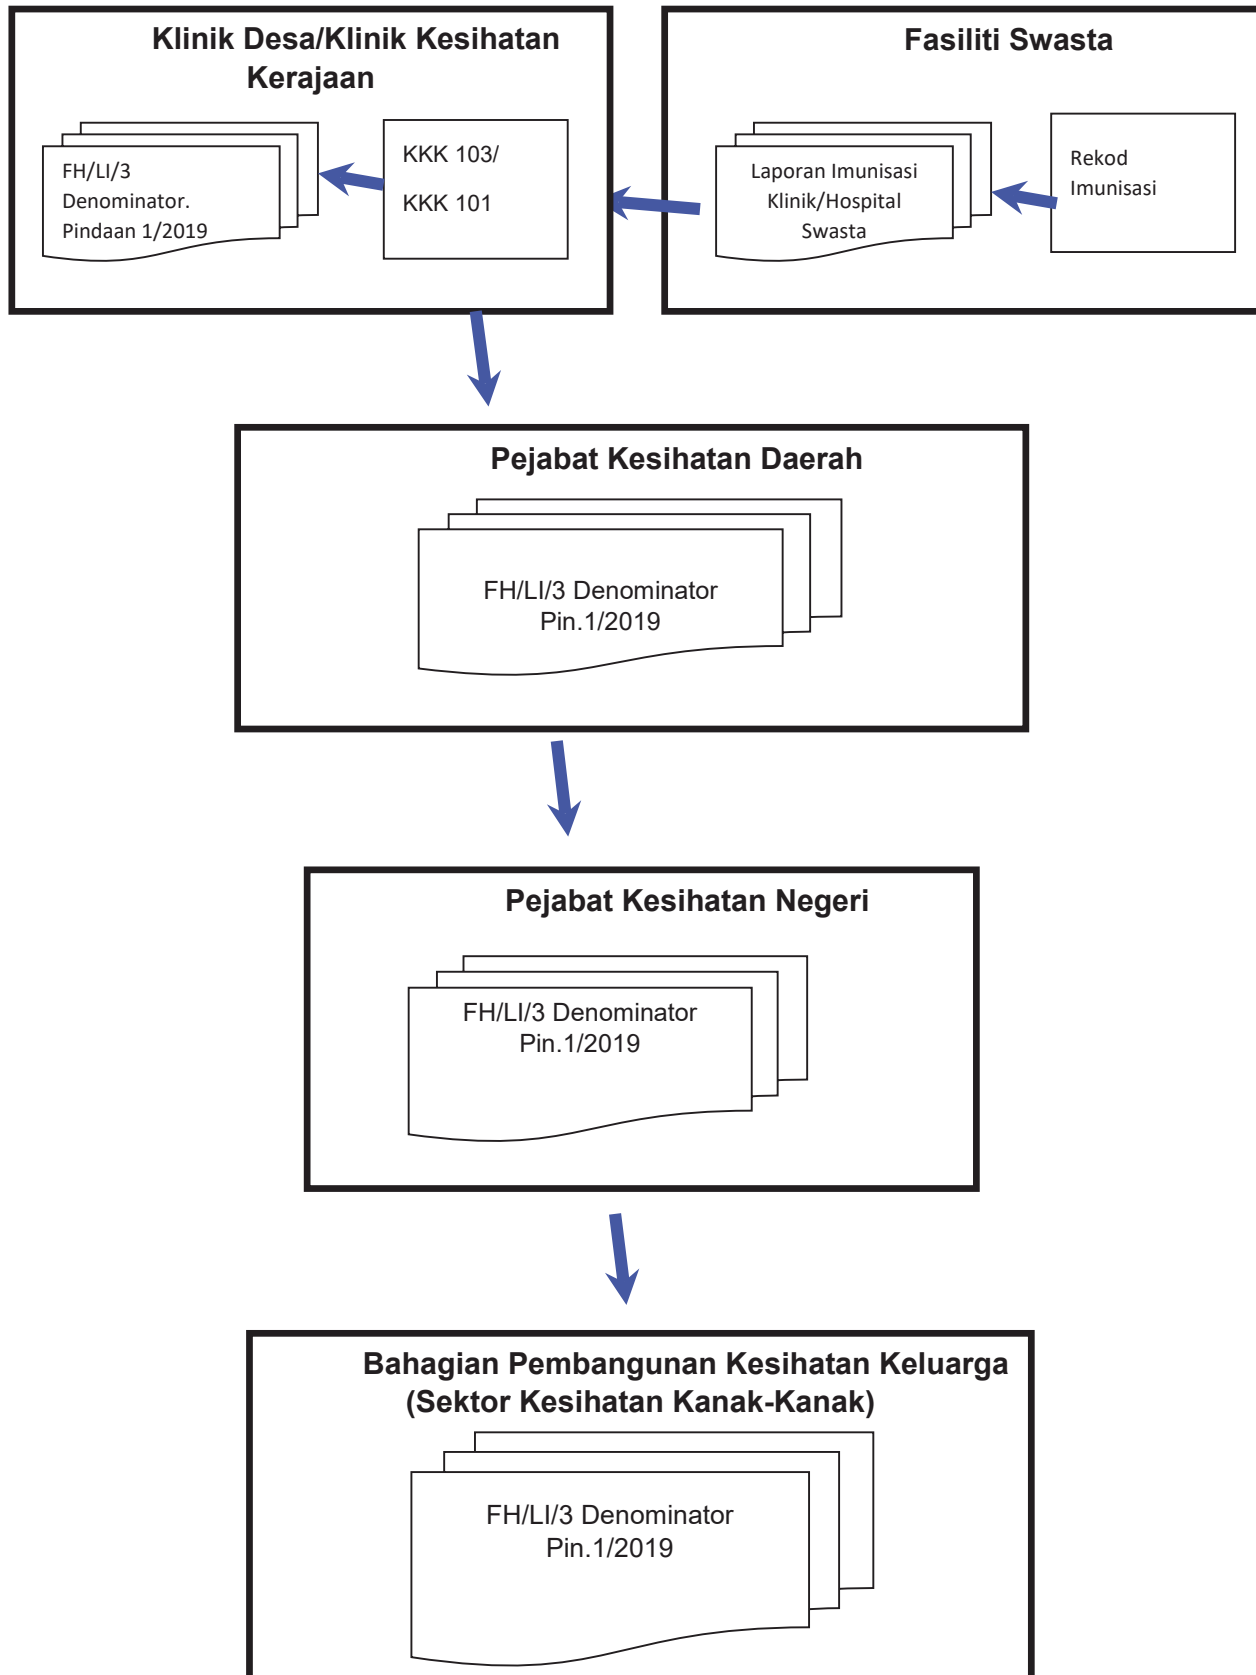 Klinik Desa/Klinik Kesihatan
Kerajaan
FH/LI/3
Denominator.
Pindaan 1/2019
KKK 103/
KKK 101
Fasiliti Swasta
Laporan Imunisasi
Klinik/Hospital
Swasta
Rekod
Imunisasi
Pejabat Kesihatan Daerah
FH/LI/3 Denominator
Pin.1/2019
Pejabat Kesihatan Negeri
FH/LI/3 Denominator
Pin.1/2019
Bahagian Pembangunan Kesihatan Keluarga
(Sektor Kesihatan Kanak-Kanak)
FH/LI/3 Denominator
Pin.1/2019